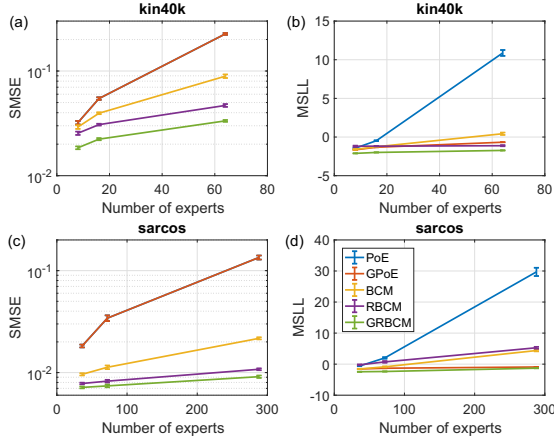 (a)
kin40k
SMSE
10^-1
10^-2
0 20 40 60 80
Number of experts
(b)
kin40k
MSLL
15
10
5
0
-5
0 20 40 60 80
Number of experts
(c)
sarcos
SMSE
10^-1
10^-2
0 100 200 300
Number of experts
(d)
sarcos
MSLL
40
30
20
10
0
-10
0 100 200 300
Number of experts
PoE
GPoE
BCM
RBCM
GRBCM